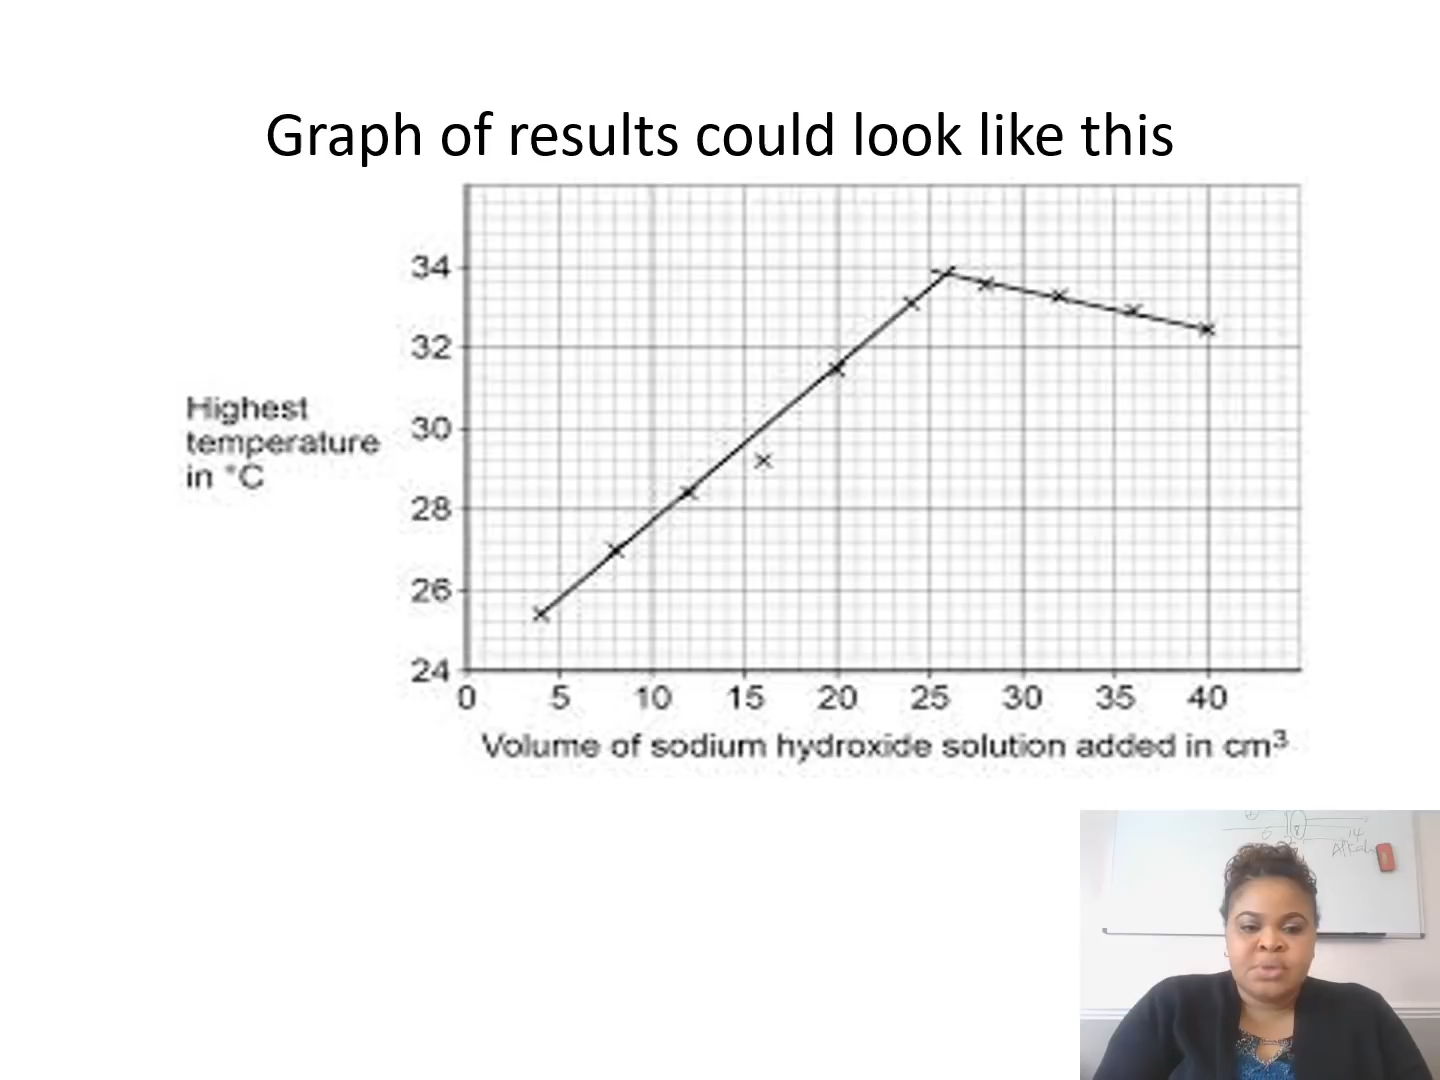 Graph of results could look like this
34
32
Highest
temperature
in °C
30
28
26
24
0 5 10 15 20 25 30 35 40
Volume of sodium hydroxide solution added in cm³
14